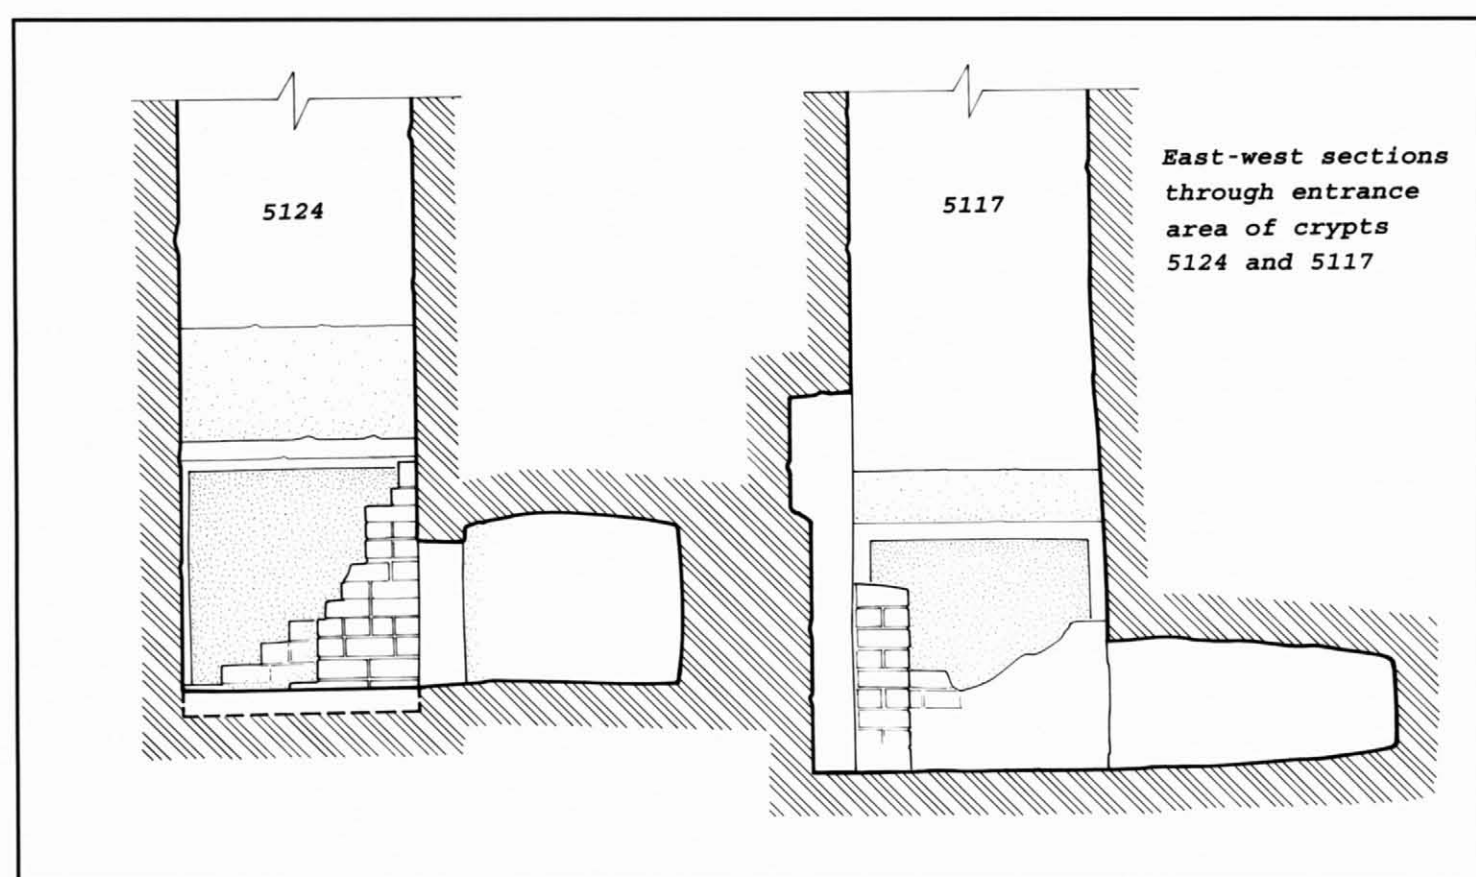 5124
5117
East-west sections
through entrance
area of crypts
5124 and 5117